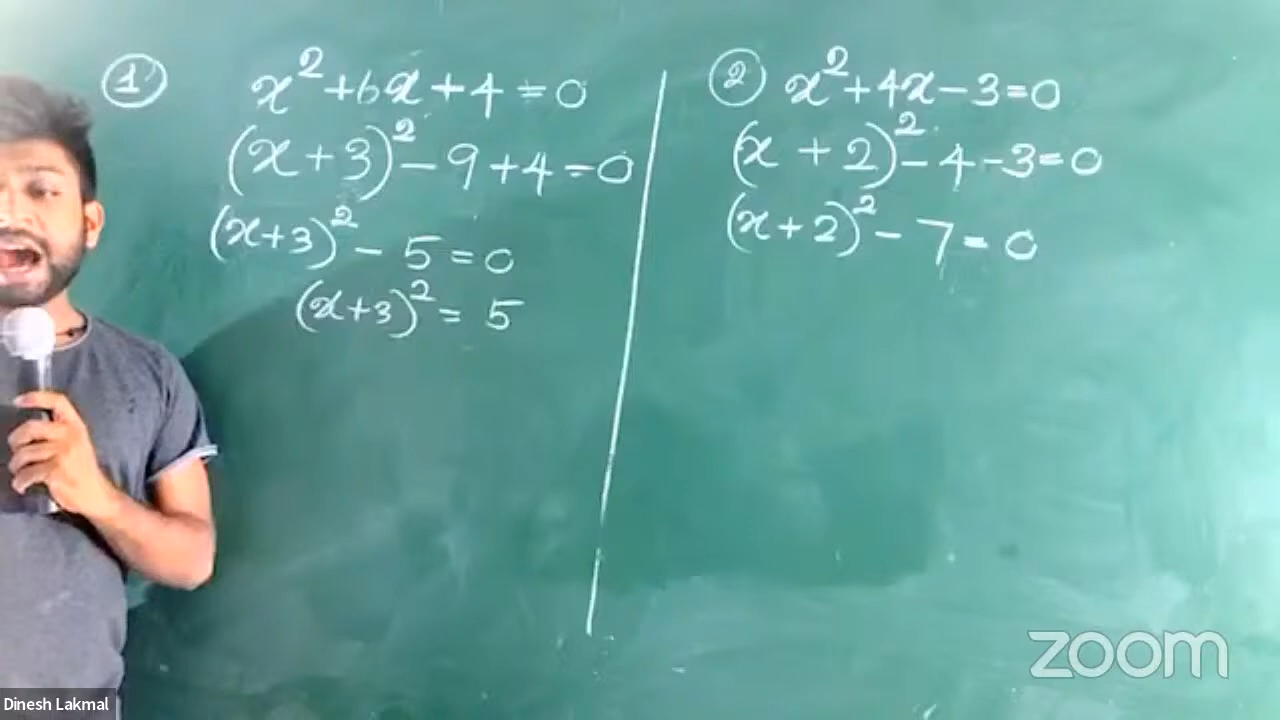 ① x²+6x+4=0
(x+3)²-9+4=0
(x+3)²-5=0
(x+3)²=5
② x²+4x-3=0
(x+2)²-4-3=0
(x+2)²-7=0
zoom
Dinesh Lakmal